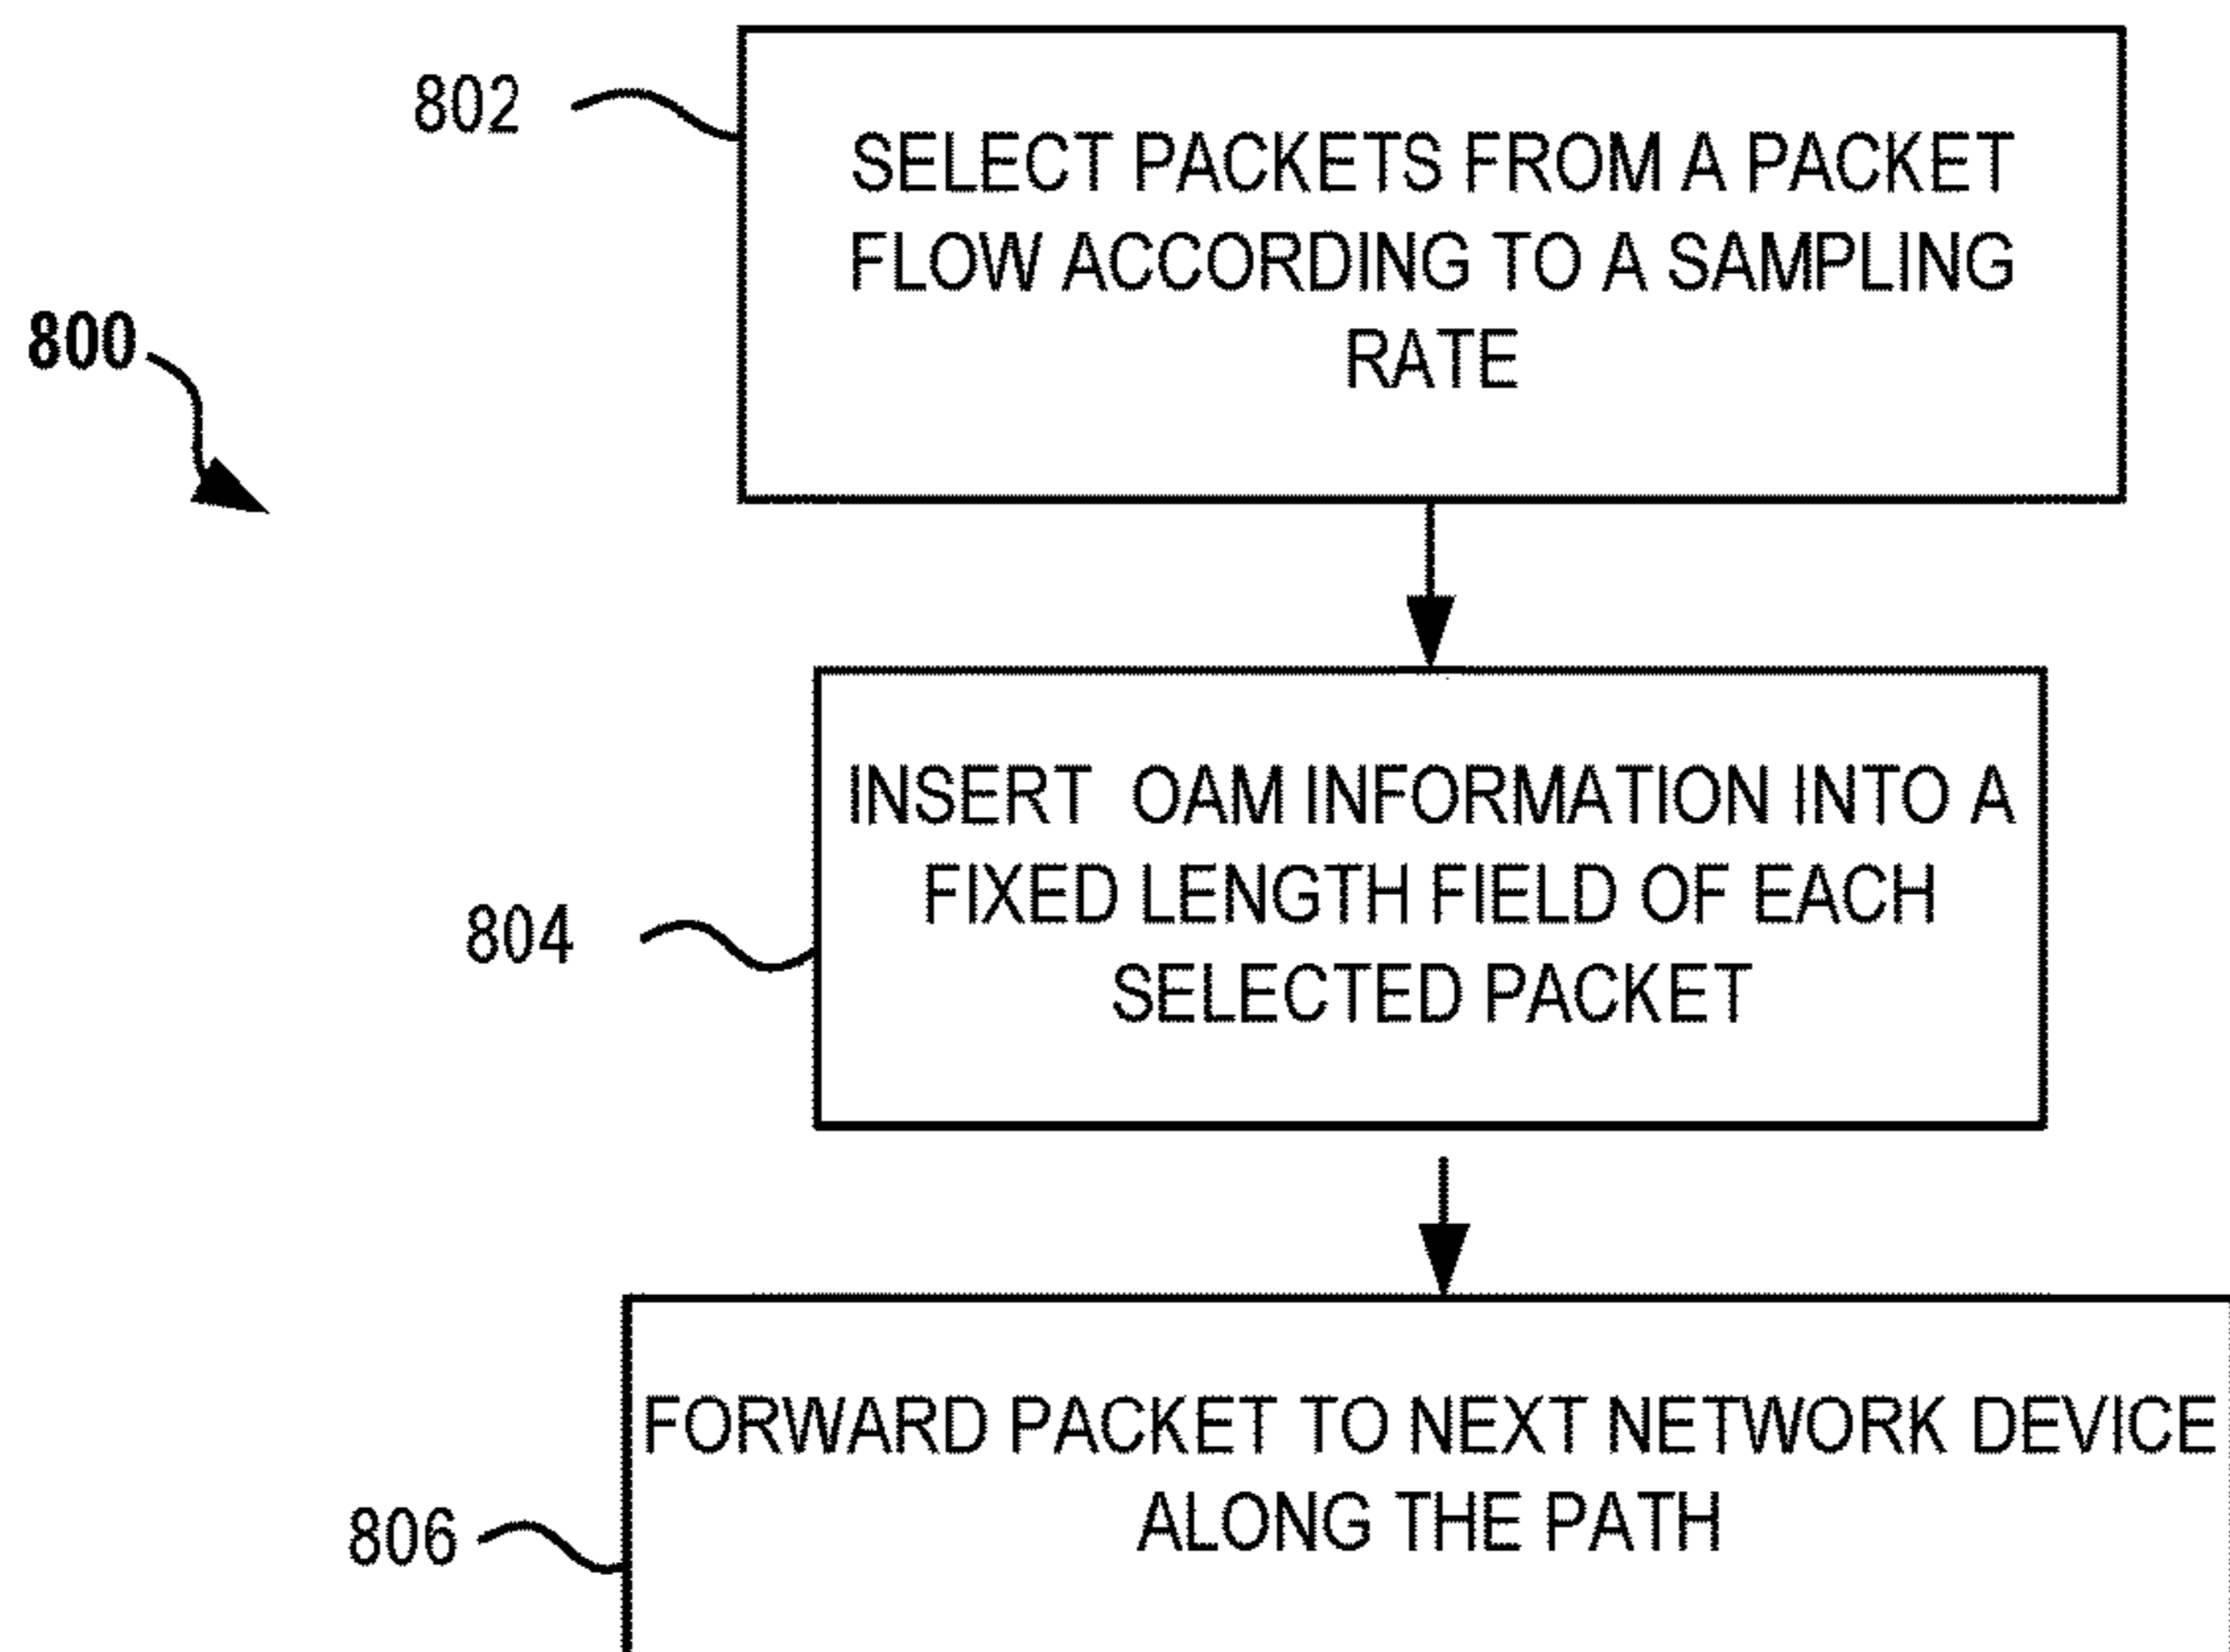 802
SELECT PACKETS FROM A PACKET
FLOW ACCORDING TO A SAMPLING
RATE
800
INSERT OAM INFORMATION INTO A
FIXED LENGTH FIELD OF EACH
SELECTED PACKET
804
FORWARD PACKET TO NEXT NETWORK DEVICE
ALONG THE PATH
806